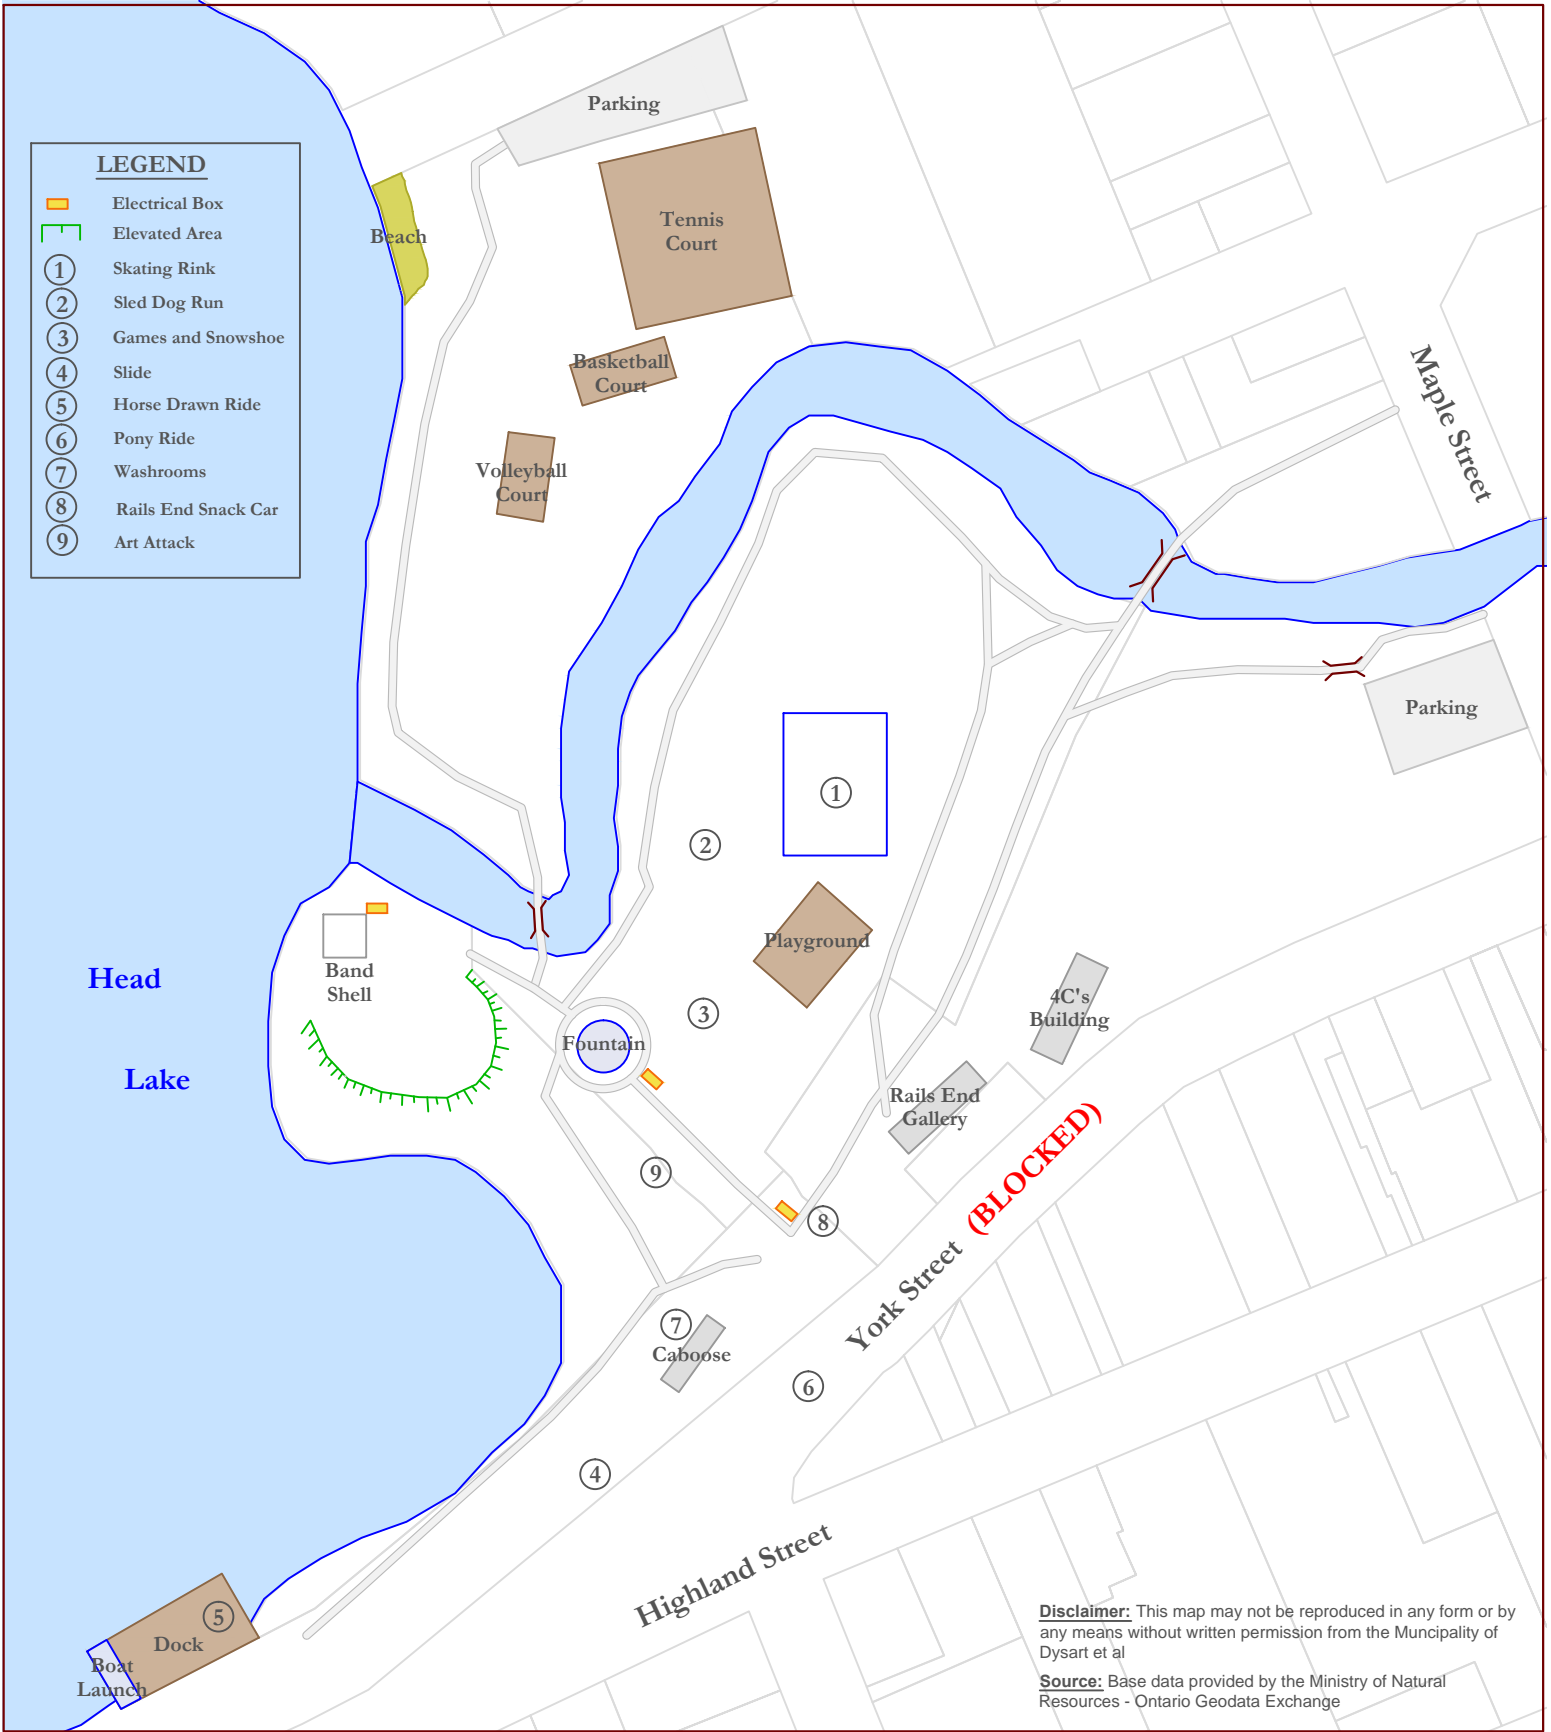 Parking
LEGEND
Electrical Box
Elevated Area
1 Skating Rink
2 Sled Dog Run
3 Games and Snowshoe
4 Slide
5 Horse Drawn Ride
6 Pony Ride
7 Washrooms
8 Rails End Snack Car
9 Art Attack
Beach
Tennis
Court
Basketball
Court
Volleyball
Court
Maple Street
Parking
1
2
Playground
Band
Shell
Head
Lake
3
Fountain
4C's
Building
Rails End
Gallery
9
8
York Street (BLOCKED)
7
Caboose
6
4
Highland Street
5
Dock
Boat
Launch
Disclaimer: This map may not be reproduced in any form or by
any means without written permission from the Muncipality of
Dysart et al
Source: Base data provided by the Ministry of Natural
Resources - Ontario Geodata Exchange